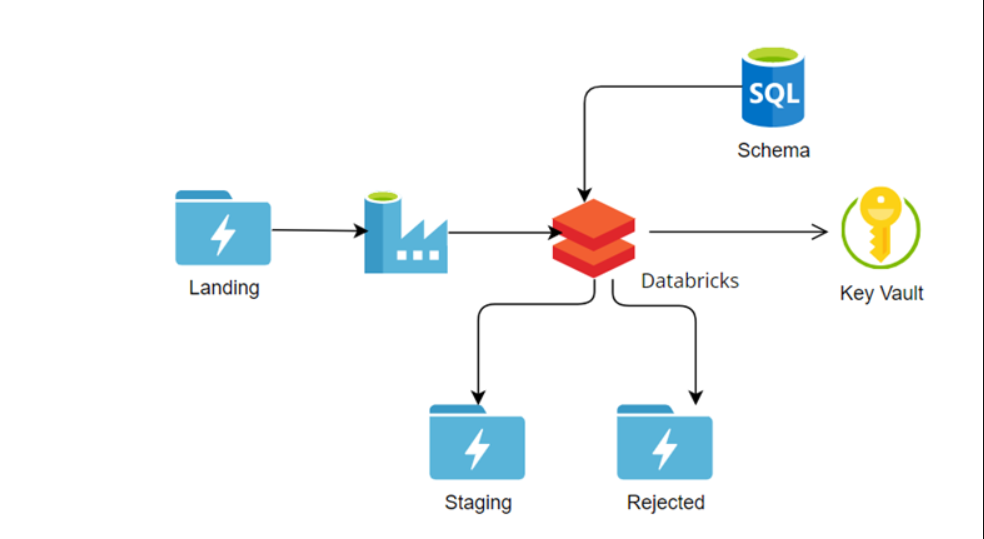 SQL
Schema
Landing
Databricks
Key Vault
Staging
Rejected